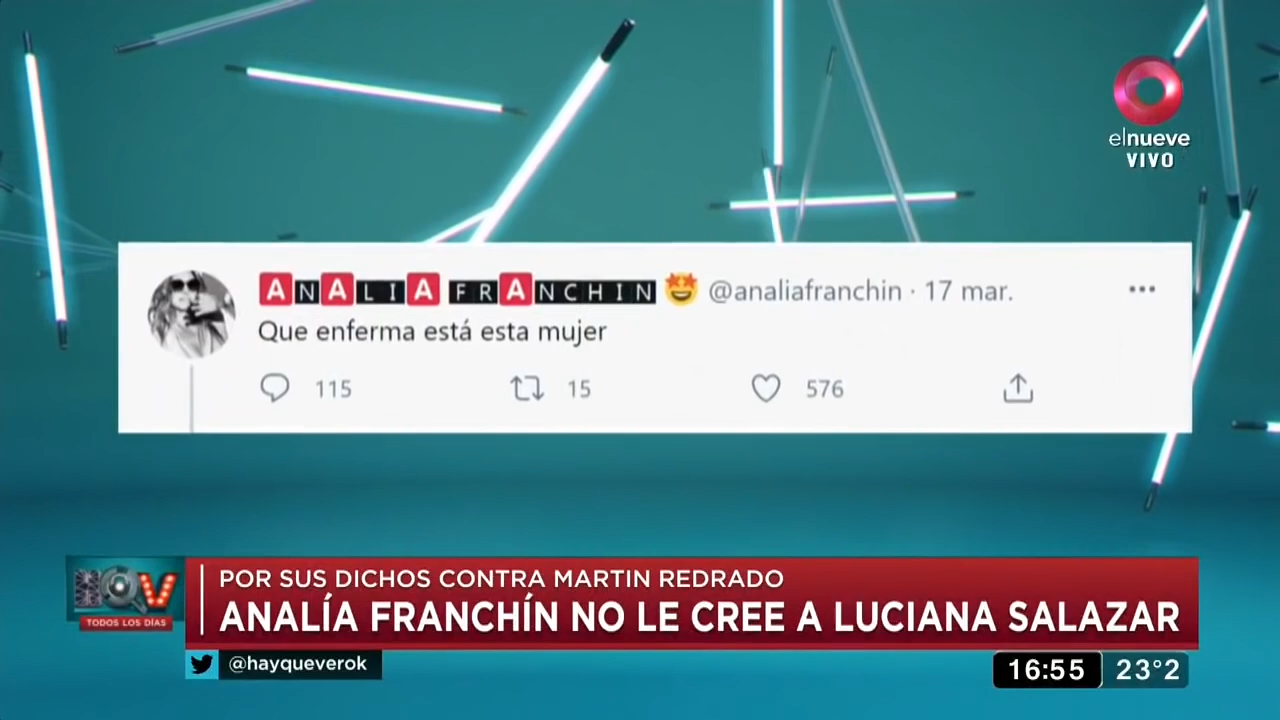 elnueve
VIVO
ANALIA FRANCHIN 🤩 @analiafranchin · 17 mar.
Que enferma está esta mujer
115 15 576
HQV
TODOS LOS DÍAS
POR SUS DICHOS CONTRA MARTIN REDRADO
ANALÍA FRANCHÍN NO LE CREE A LUCIANA SALAZAR
@hayqueverok
16:55 23°2